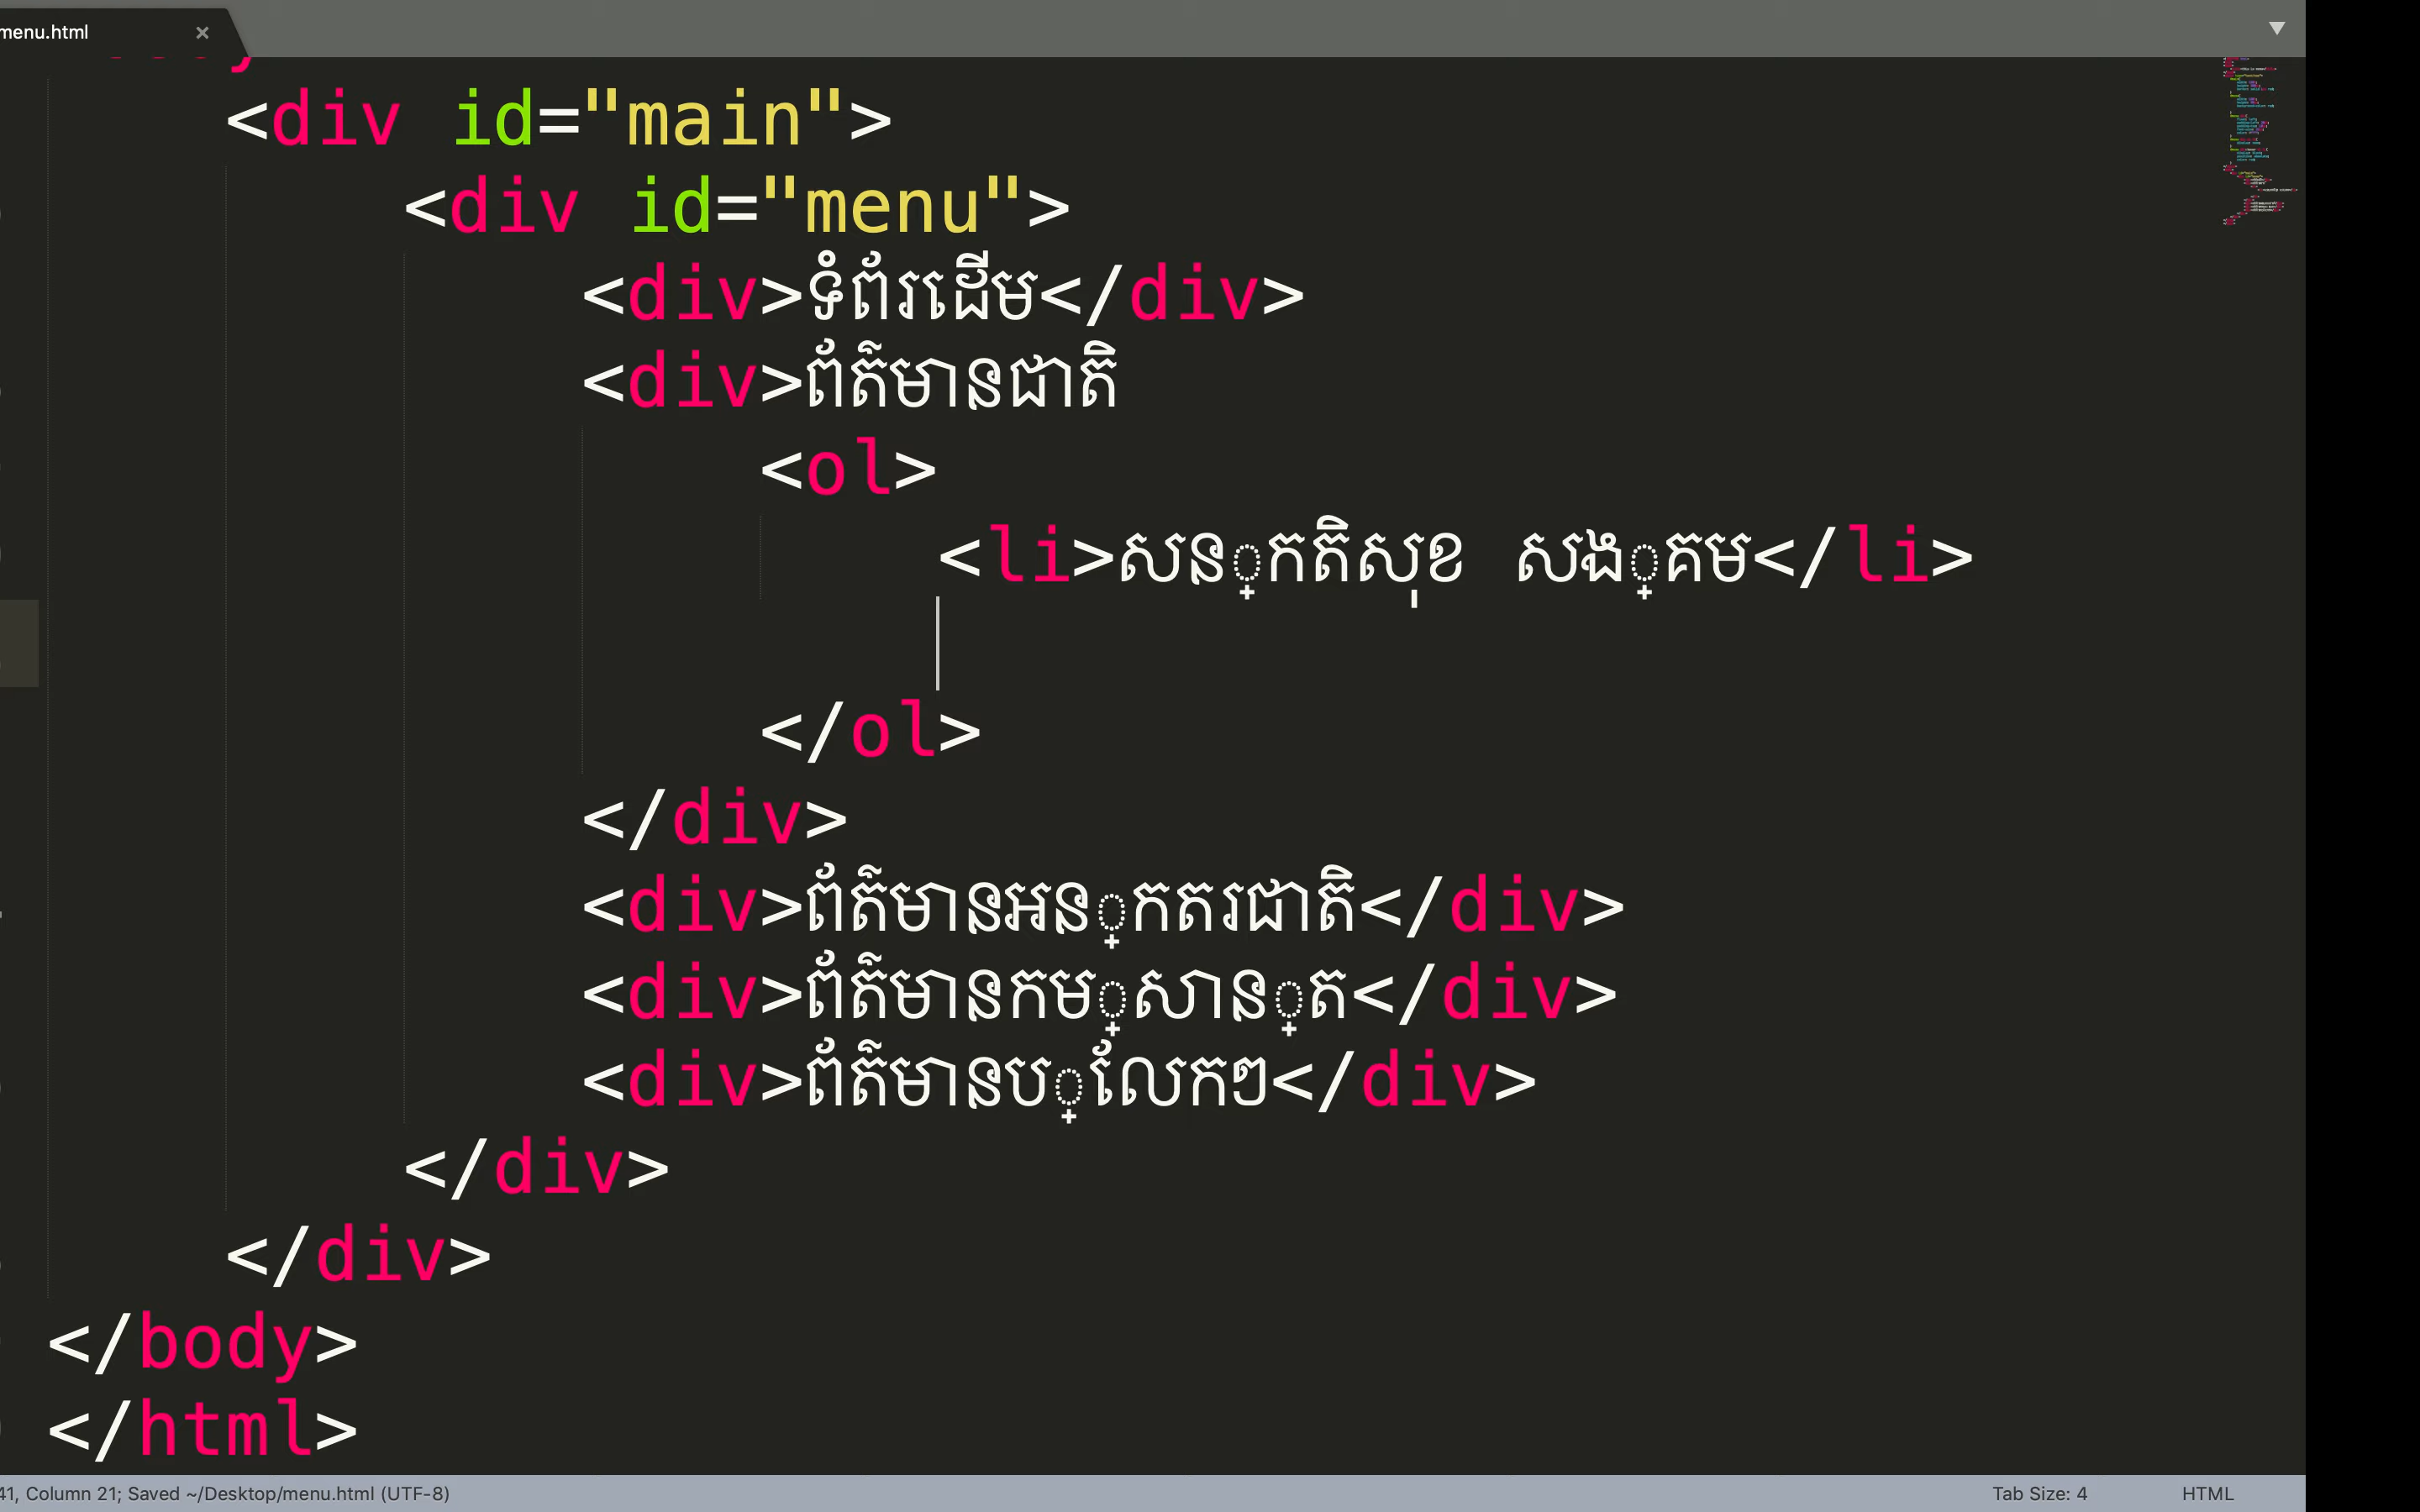 menu.html ×
<div id="main">
<div id="menu">
<div>ទំព័រដើម</div>
<div>ព័ត៌មានជាតិ
<ol>
<li>សន្កតិសុខ សង្គម</li>
</ol>
</div>
<div>ព័ត៌មានអន្កតរជាតិ</div>
<div>ព័ត៌មានកម្សាន្ត</div>
<div>ព័ត៌មានប្លែកៗ</div>
</div>
</div>
</body>
</html>
41, Column 21; Saved ~/Desktop/menu.html (UTF-8) Tab Size: 4 HTML